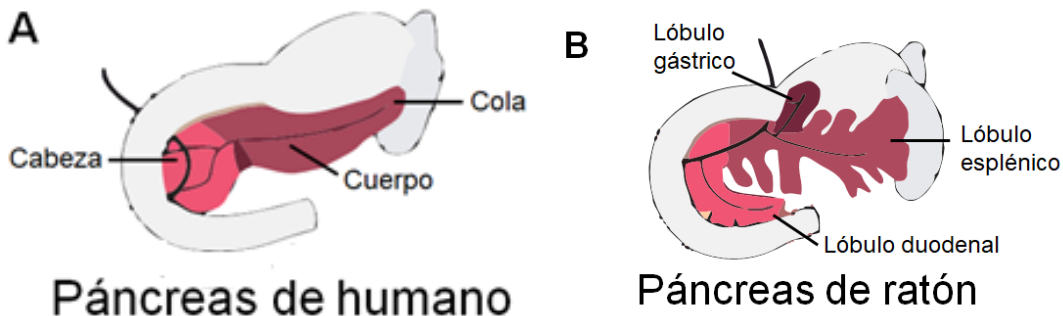 A
Cola
Cabeza
Cuerpo
Páncreas de humano
B
Lóbulo
gástrico
Lóbulo
esplénico
Lóbulo duodenal
Páncreas de ratón